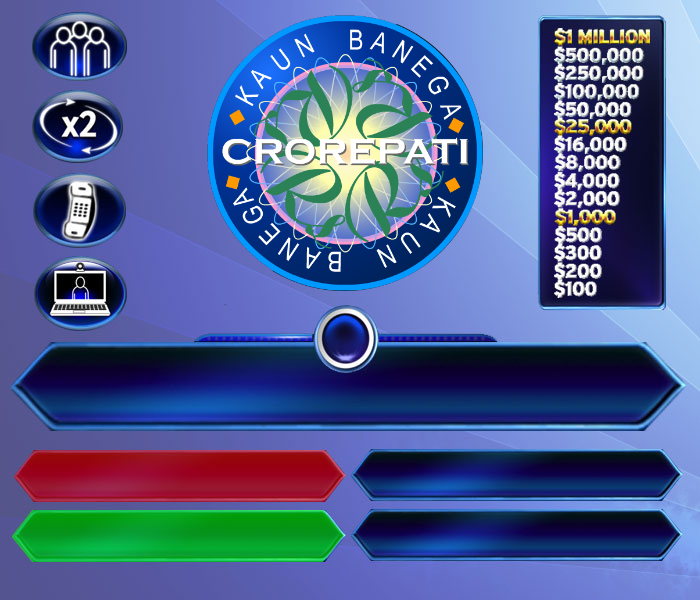 x2
KAUN BANEGA
CROREPATI
KAUN BANEGA
$1 MILLION
$500,000
$250,000
$100,000
$50,000
$25,000
$16,000
$8,000
$4,000
$2,000
$1,000
$500
$300
$200
$100